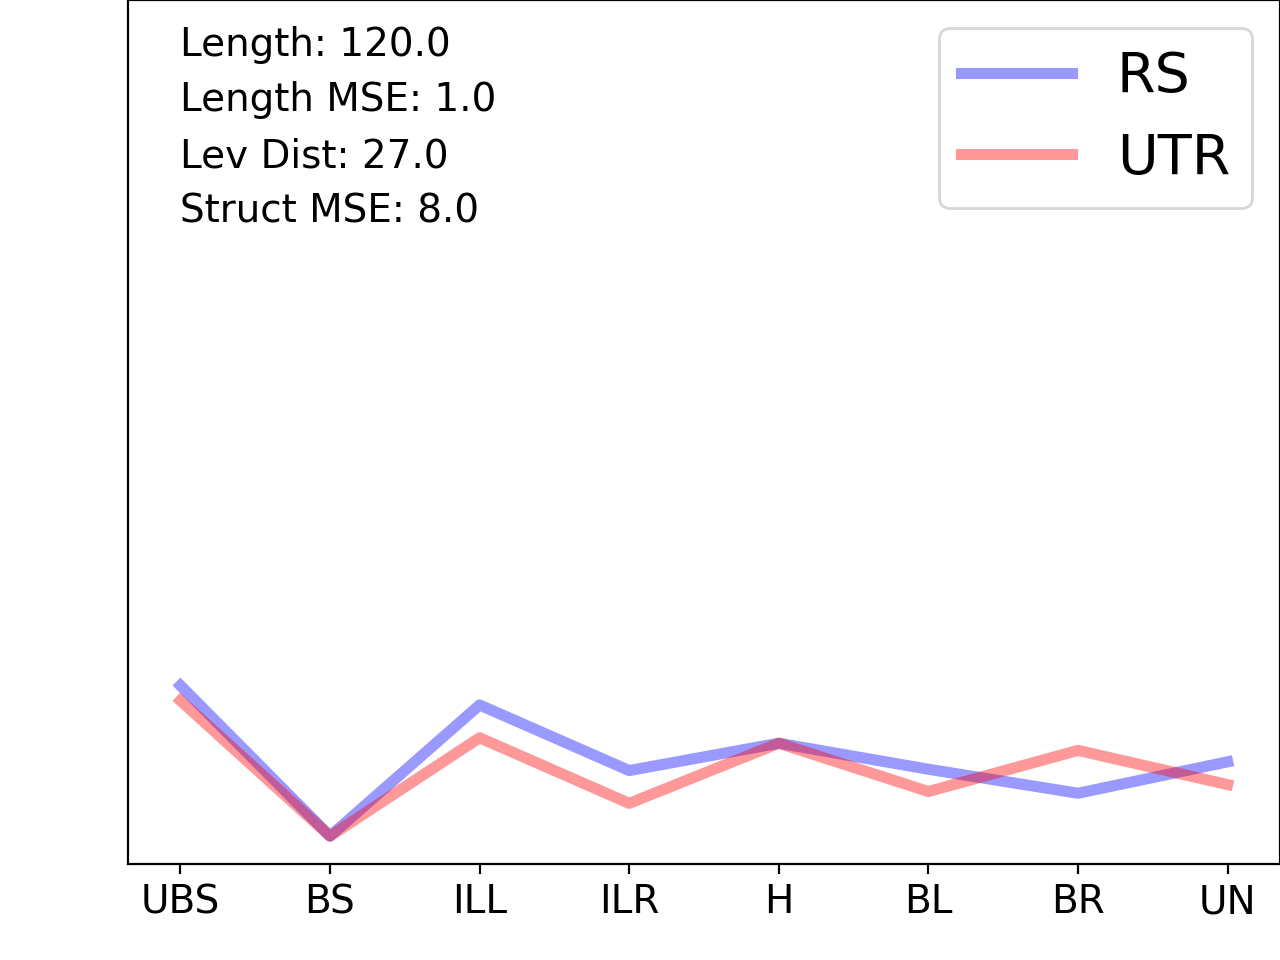 Length: 120.0
Length MSE: 1.0
Lev Dist: 27.0
Struct MSE: 8.0
RS
UTR
UBS BS ILL ILR H BL BR UN